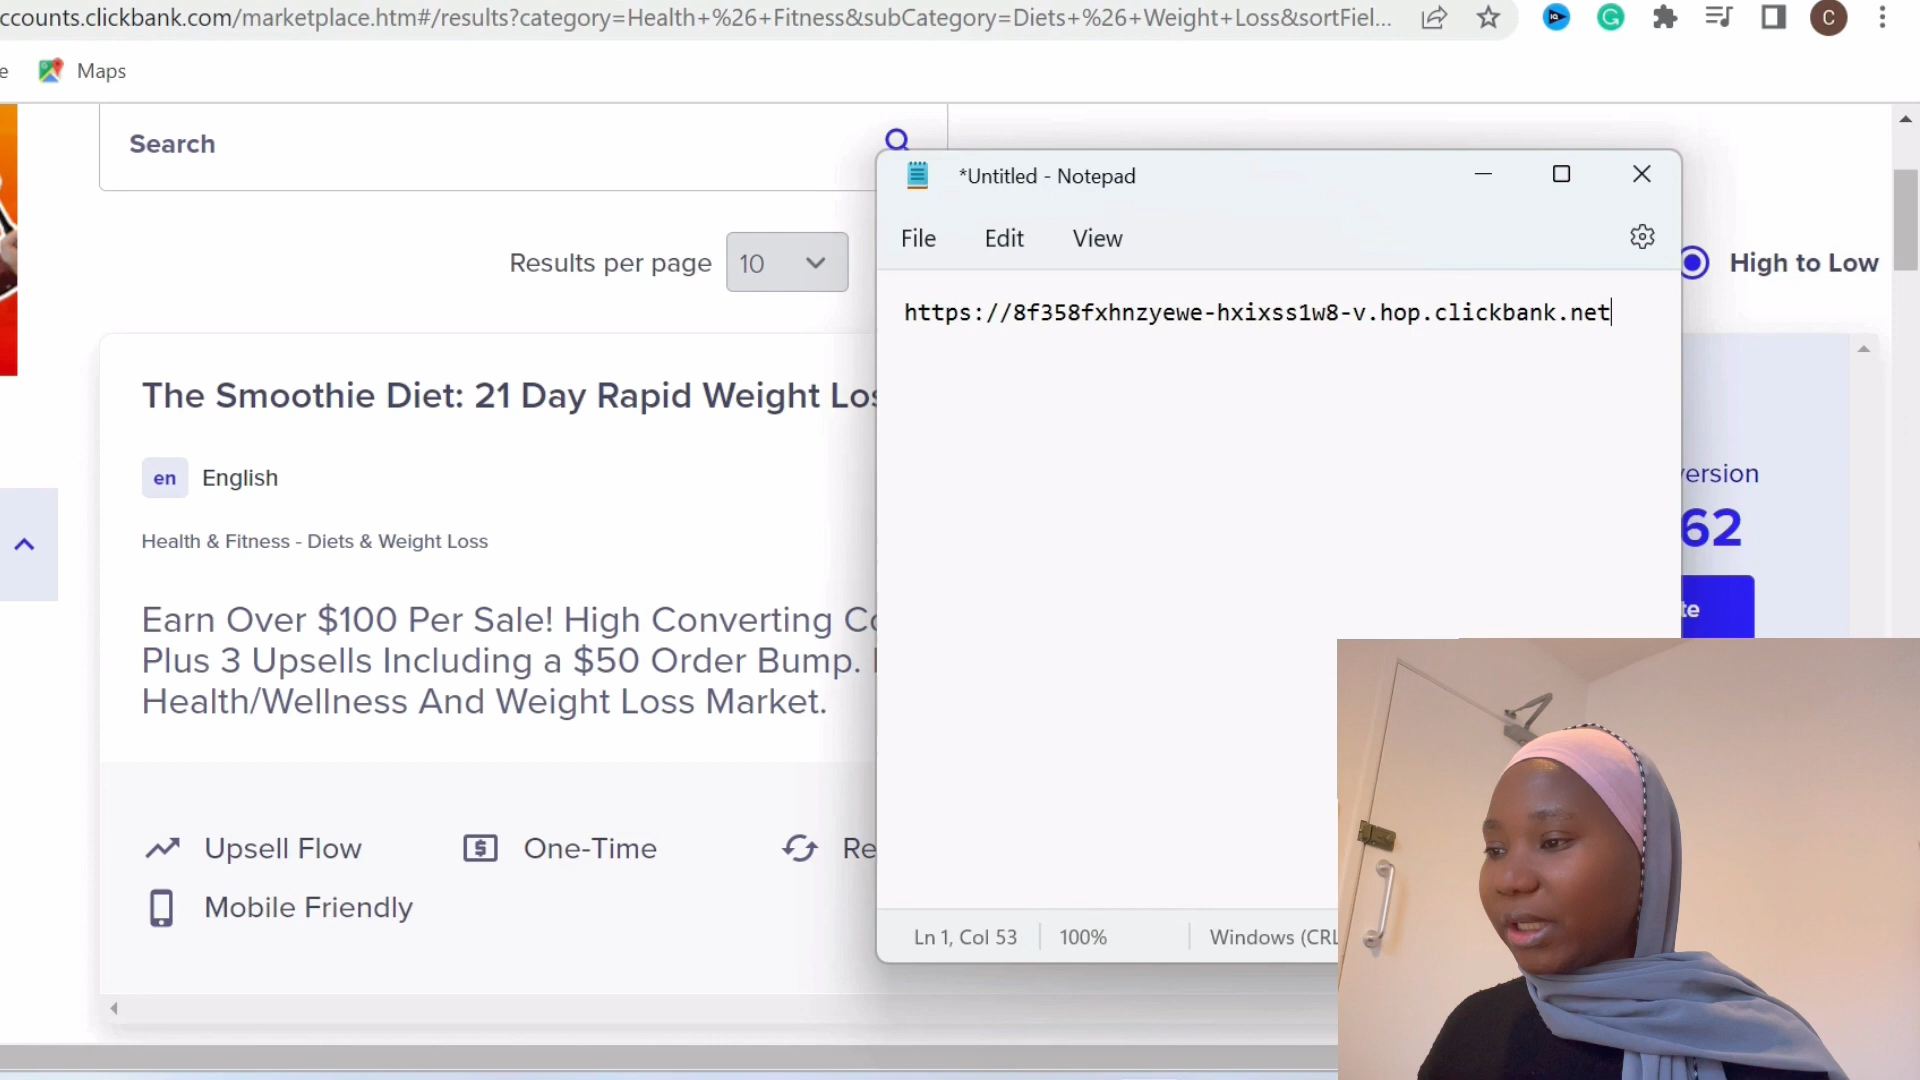 ccounts.clickbank.com/marketplace.htm#/results?category=Health+%26+Fitness&subCategory=Diets+%26+Weight+Loss&sortFiel...
C
e
Maps
Search
Results per page
10
High to Low
*Untitled - Notepad
File
Edit
View
https://8f358fxhnzyewe-hxixss1w8-v.hop.clickbank.net
The Smoothie Diet: 21 Day Rapid Weight Los
en
English
Health & Fitness - Diets & Weight Loss
version
62
te
Earn Over $100 Per Sale! High Converting Co
Plus 3 Upsells Including a $50 Order Bump.
Health/Wellness And Weight Loss Market.
Upsell Flow
One-Time
Re
Mobile Friendly
Ln 1, Col 53
100%
Windows (CRL